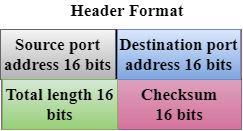 Header Format
Source port
address 16 bits
Destination port
address 16 bits
Total length 16
bits
Checksum
16 bits